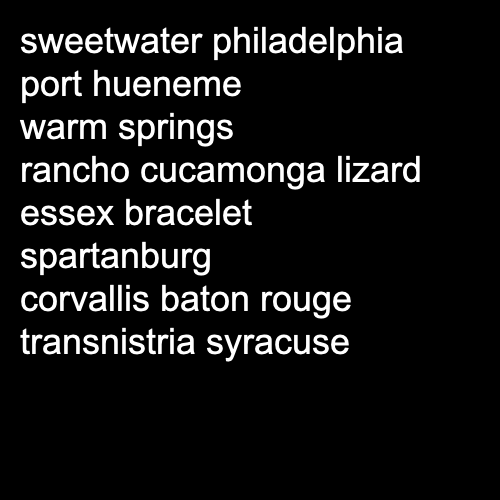 sweetwater philadelphia
port hueneme
warm springs
rancho cucamonga lizard
essex bracelet
spartanburg
corvallis baton rouge
transnistria syracuse